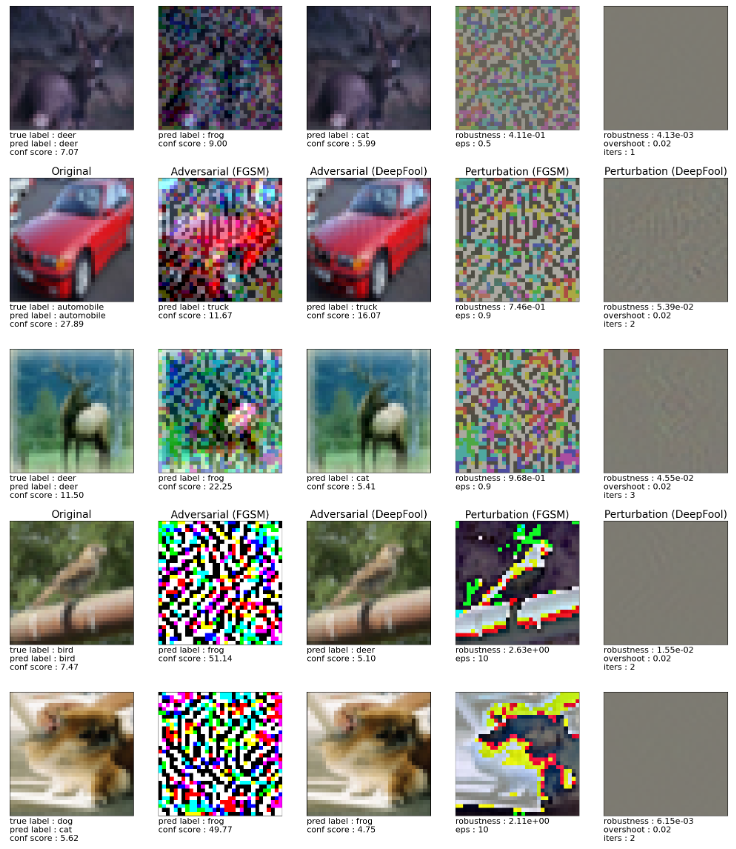 true label : deer
pred label : deer
conf score : 7.07
pred label : frog
conf score : 9.00
pred label : cat
conf score : 5.99
robustness : 4.11e-01
eps : 0.5
robustness : 4.13e-03
overshoot : 0.02
iters : 1
Original
Adversarial (FGSM)
Adversarial (DeepFool)
Perturbation (FGSM)
Perturbation (DeepFool)
true label : automobile
pred label : automobile
conf score : 27.89
pred label : truck
conf score : 11.67
pred label : truck
conf score : 16.07
robustness : 7.46e-01
eps : 0.9
robustness : 5.39e-02
overshoot : 0.02
iters : 2
true label : deer
pred label : deer
conf score : 11.50
pred label : frog
conf score : 22.25
pred label : cat
conf score : 5.41
robustness : 9.68e-01
eps : 0.9
robustness : 4.55e-02
overshoot : 0.02
iters : 3
Original
Adversarial (FGSM)
Adversarial (DeepFool)
Perturbation (FGSM)
Perturbation (DeepFool)
true label : bird
pred label : bird
conf score : 7.47
pred label : frog
conf score : 51.14
pred label : deer
conf score : 5.10
robustness : 2.63e+00
eps : 10
robustness : 1.55e-02
overshoot : 0.02
iters : 2
true label : dog
pred label : cat
conf score : 5.62
pred label : frog
conf score : 49.77
pred label : frog
conf score : 4.75
robustness : 2.11e+00
eps : 10
robustness : 6.15e-03
overshoot : 0.02
iters : 2